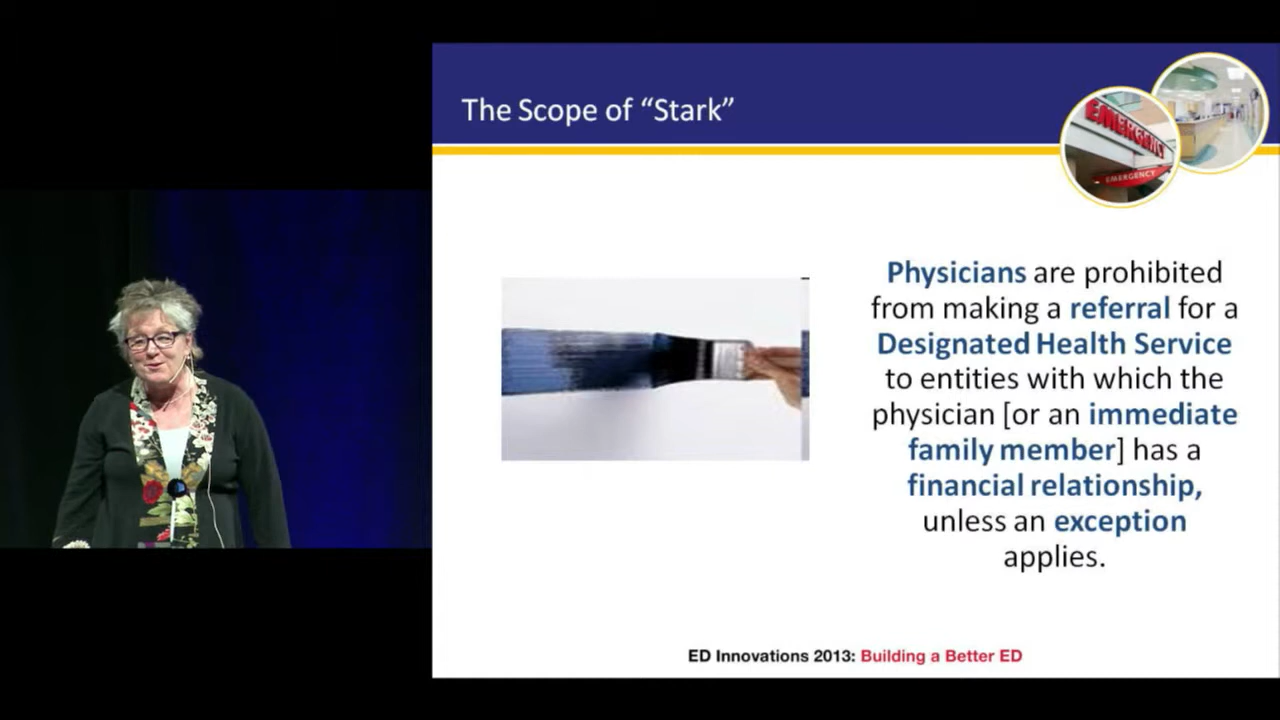 The Scope of “Stark”
EMERGENCY
EMERGENCY
Physicians are prohibited
from making a referral for a
Designated Health Service
to entities with which the
physician [or an immediate
family member] has a
financial relationship,
unless an exception
applies.
ED Innovations 2013: Building a Better ED